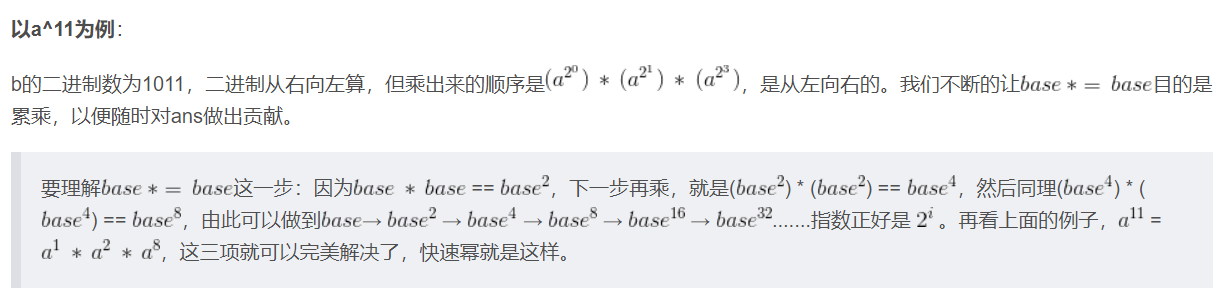 以a^11为例：
b的二进制数为1011，二进制从右向左算，但乘出来的顺序是$(a^{2^0}) * (a^{2^1}) * (a^{2^3})$，是从左向右的。我们不断的让$base *= base$目的是
累乘，以便随时对ans做出贡献。
要理解$base *= base$这一步：因为$base * base$ == $base^2$，下一步再乘，就是($base^2$) * ($base^2$) == $base^4$，然后同理($base^4$) * (
$base^4$) == $base^8$，由此可以做到$base \to base^2 \to base^4 \to base^8 \to base^{16} \to base^{32}$.......指数正好是 $2^i$ 。再看上面的例子，$a^{11}$ =
$a^1 * a^2 * a^8$，这三项就可以完美解决了，快速幂就是这样。